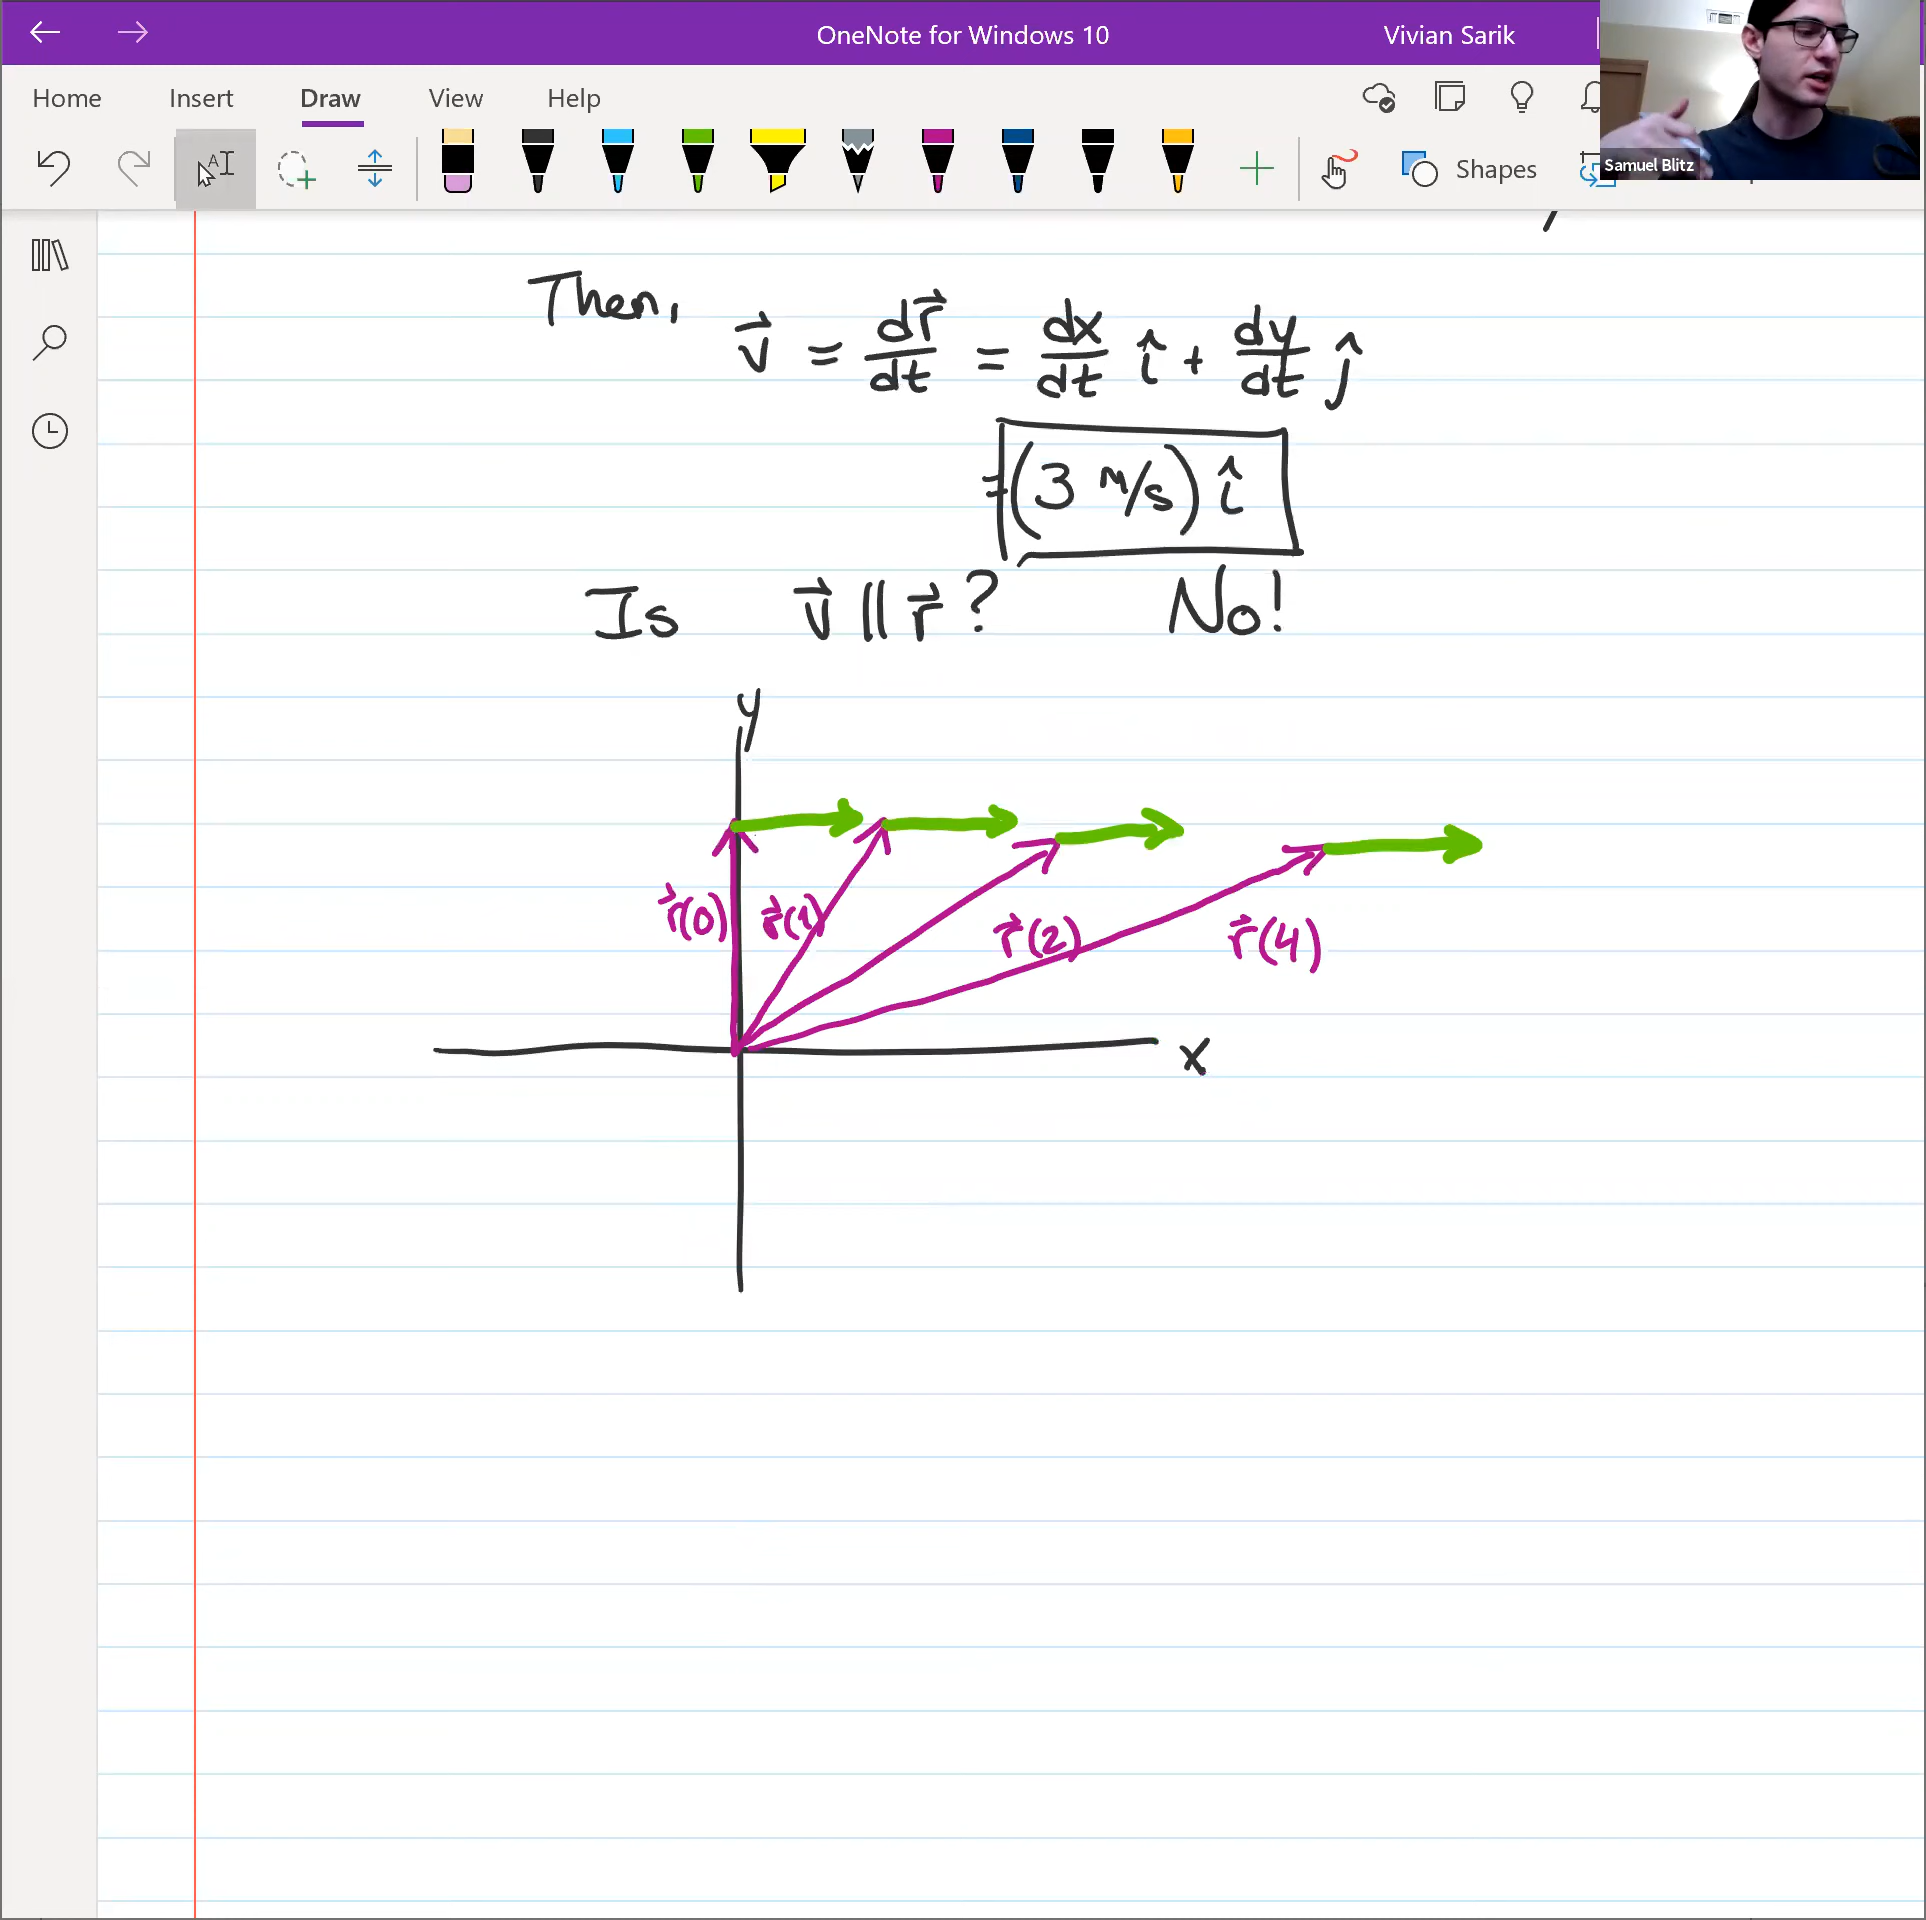 OneNote for Windows 10
Vivian Sarik
Home Insert Draw View Help
Shapes
Samuel Blitz
Then, v⃗ = dr⃗/dt = dx/dt î + dy/dt ĵ
=(3 m/s) î
Is v⃗ || r⃗ ? No!
y
r⃗(0) r⃗(1) r⃗(2) r⃗(4)
x